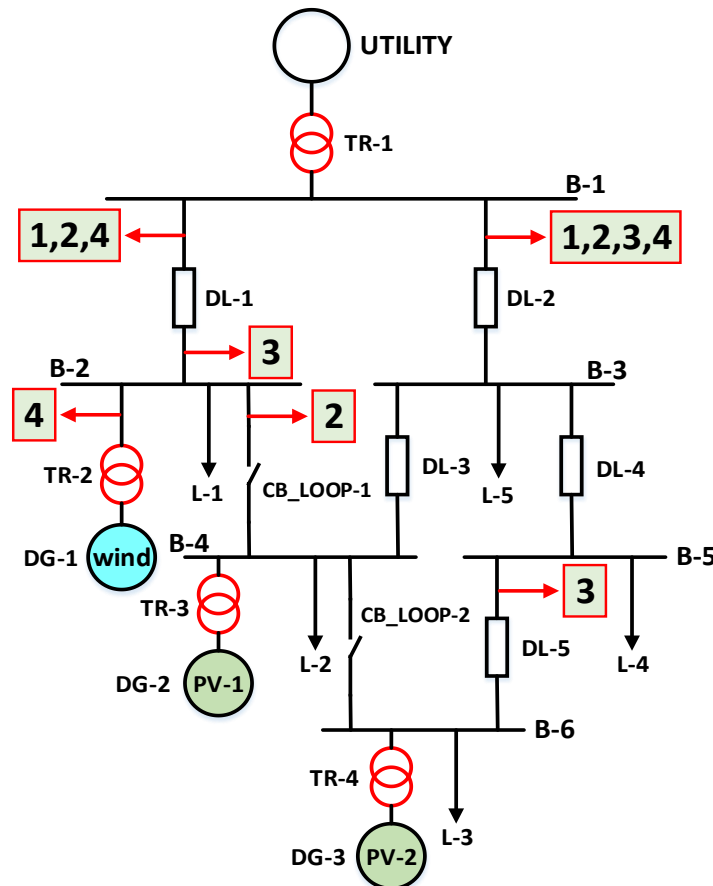 UTILITY
TR-1
B-1
1,2,4
1,2,3,4
DL-1
DL-2
3
B-2
B-3
4
2
TR-2
L-1
CB_LOOP-1
DL-3
L-5
DL-4
DG-1
wind
B-4
B-5
TR-3
L-2
CB_LOOP-2
3
DL-5
L-4
DG-2
PV-1
B-6
TR-4
L-3
DG-3
PV-2